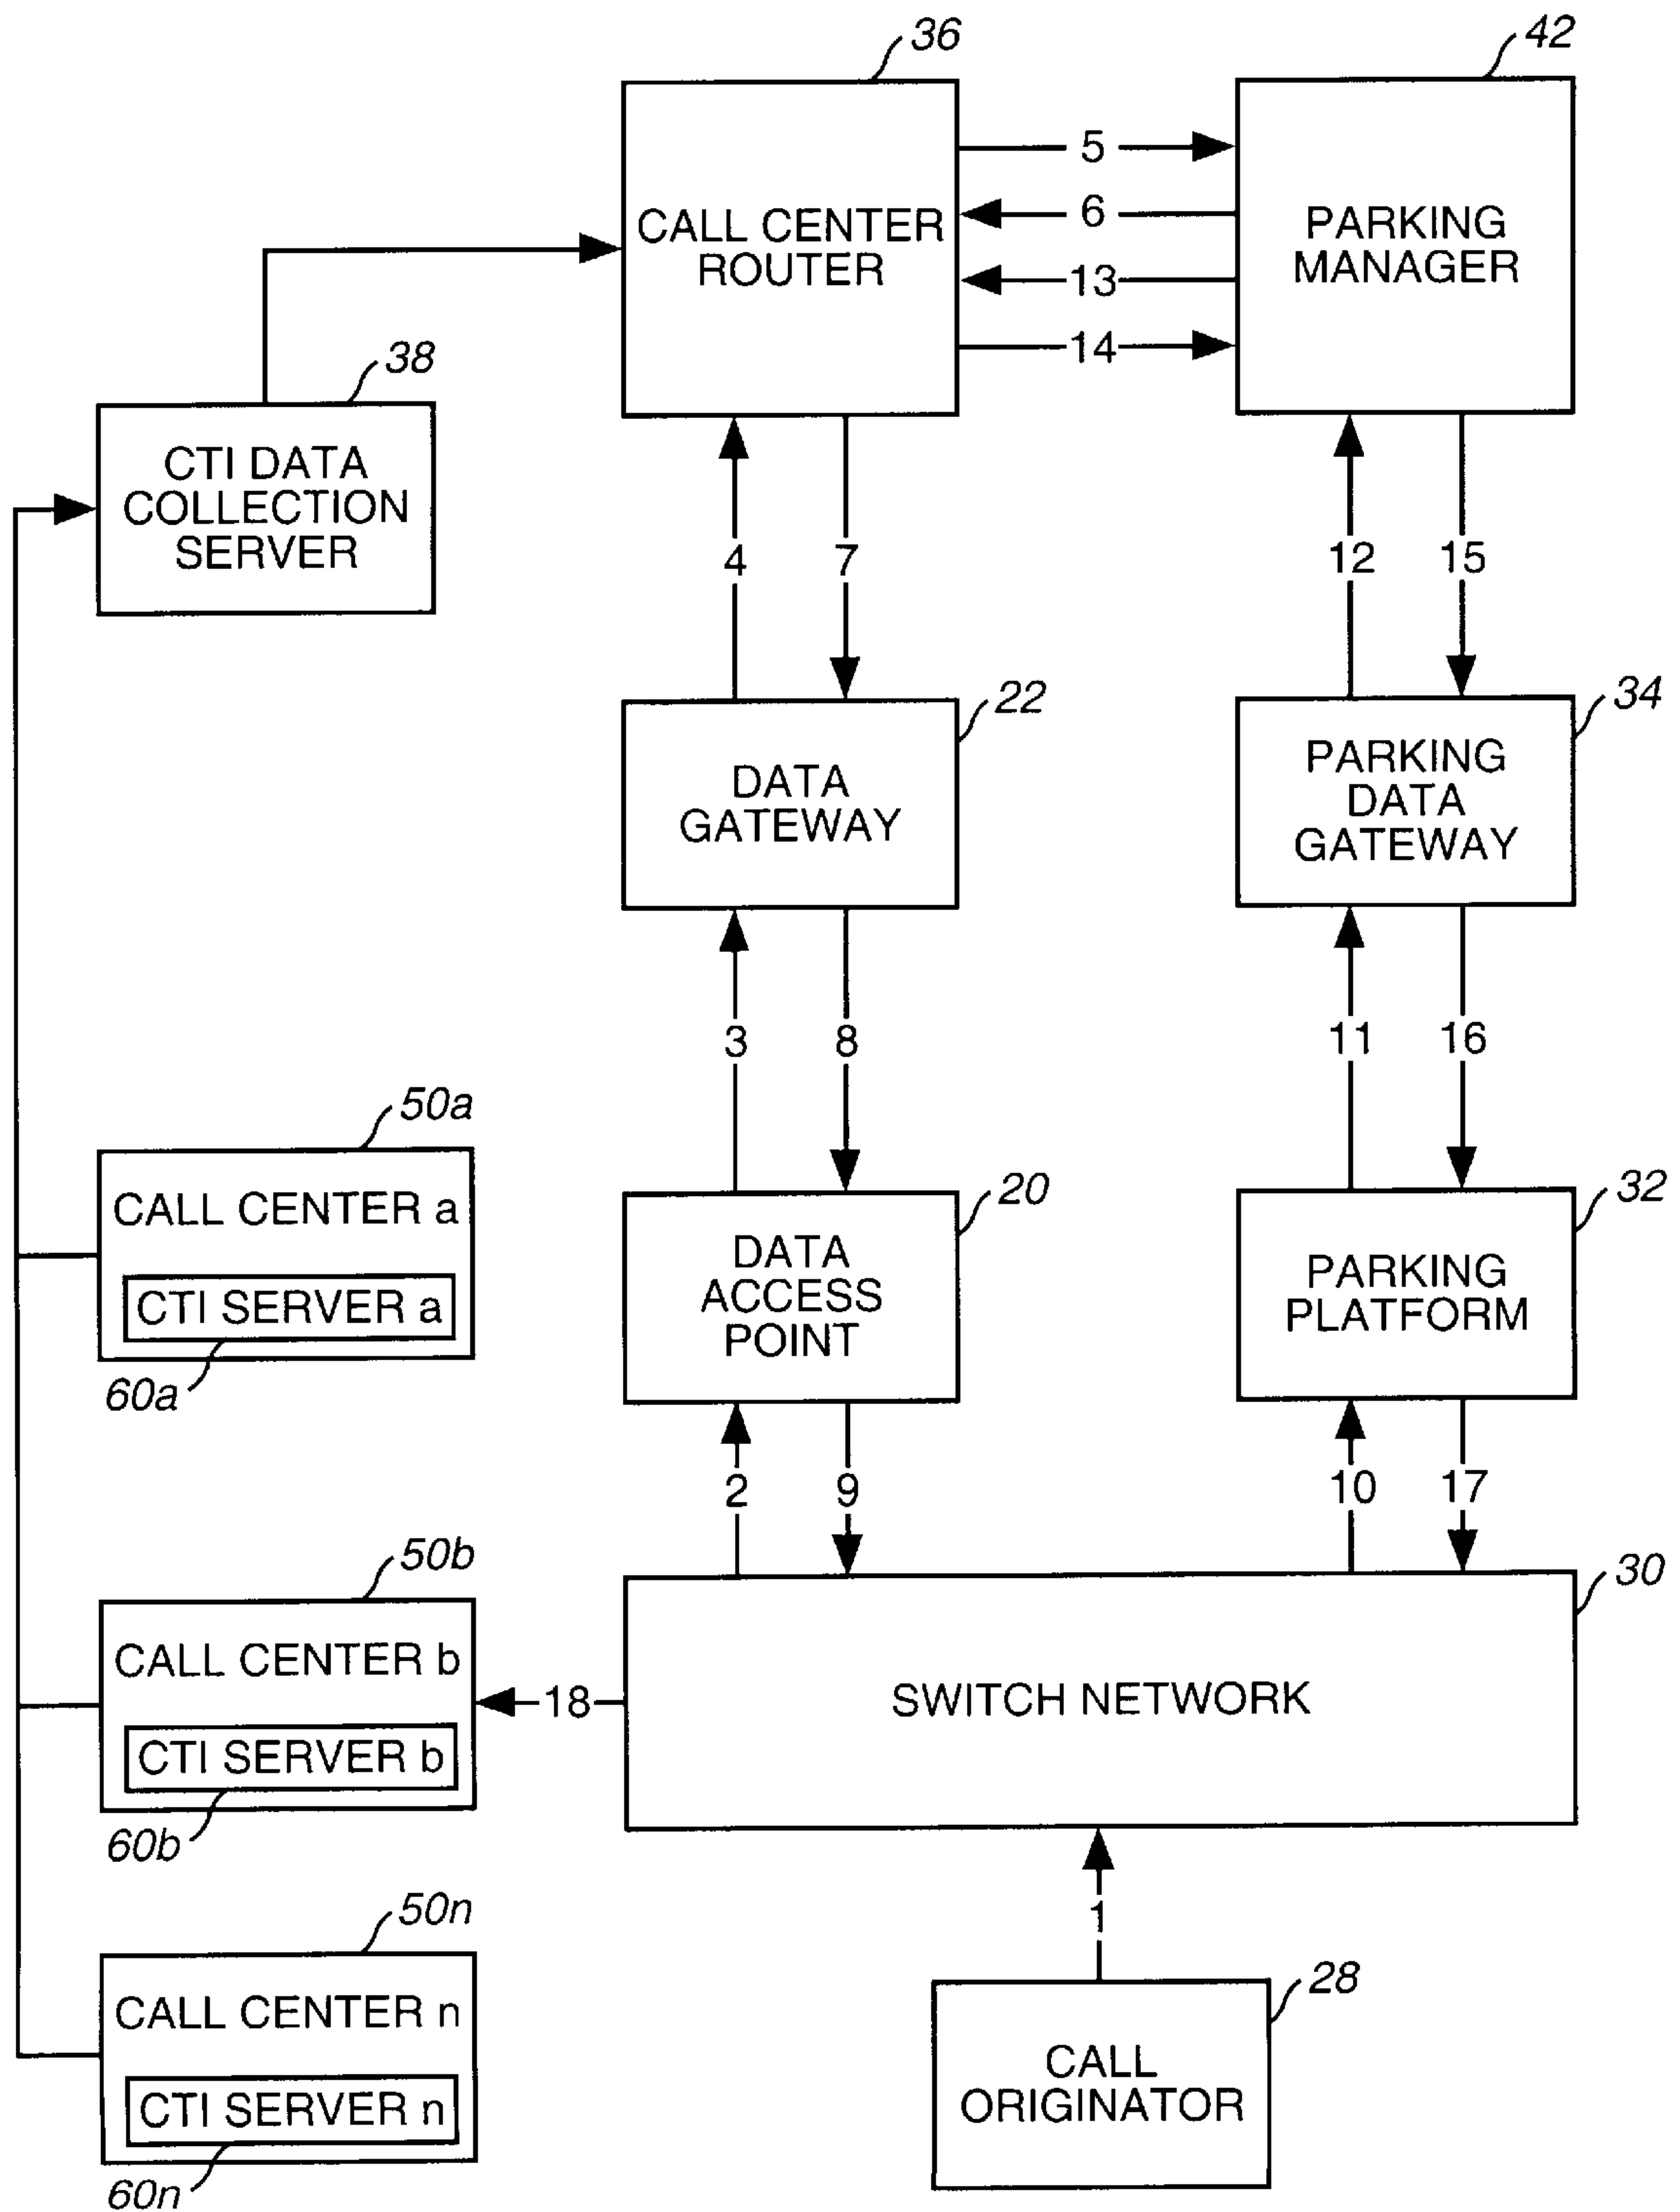 36
42
CALL CENTER
ROUTER
5
6
13
14
PARKING
MANAGER
38
CTI DATA
COLLECTION
SERVER
4
7
12
15
22
DATA
GATEWAY
34
PARKING
DATA
GATEWAY
3
8
11
16
50a
CALL CENTER a
CTI SERVER a
60a
20
DATA
ACCESS
POINT
32
PARKING
PLATFORM
2
9
10
17
50b
CALL CENTER b
CTI SERVER b
60b
18
30
SWITCH NETWORK
1
50n
CALL CENTER n
CTI SERVER n
60n
28
CALL
ORIGINATOR